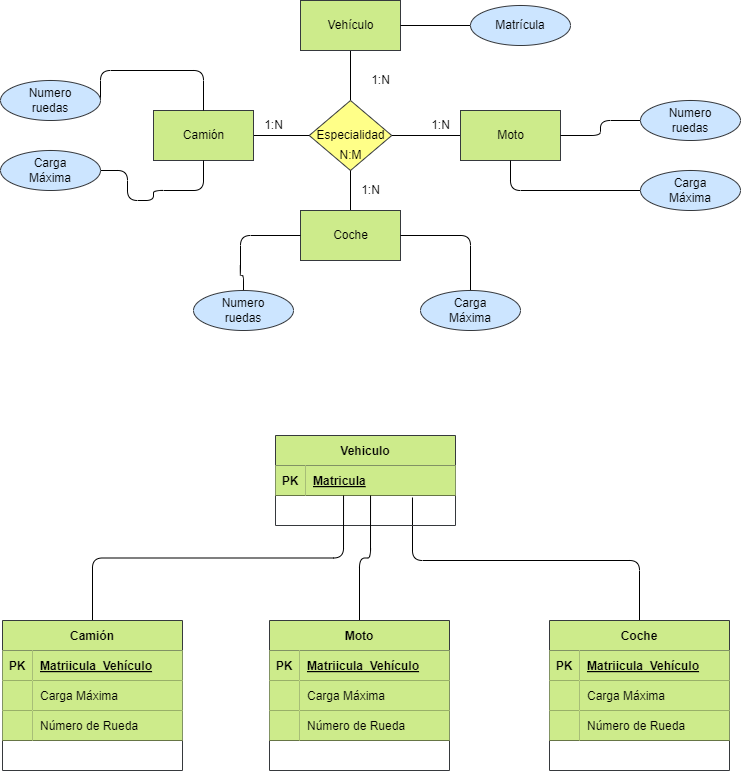 Vehículo
Matrícula
1:N
Numero
ruedas
Camión
1:N
Especialidad
N:M
1:N
Moto
Numero
ruedas
Carga
Máxima
Carga
Máxima
1:N
Coche
Numero
ruedas
Carga
Máxima
Vehiculo
PK Matricula
Camión
PK Matriicula_Vehículo
Carga Máxima
Número de Rueda
Moto
PK Matriicula_Vehículo
Carga Máxima
Número de Rueda
Coche
PK Matriicula_Vehículo
Carga Máxima
Número de Rueda